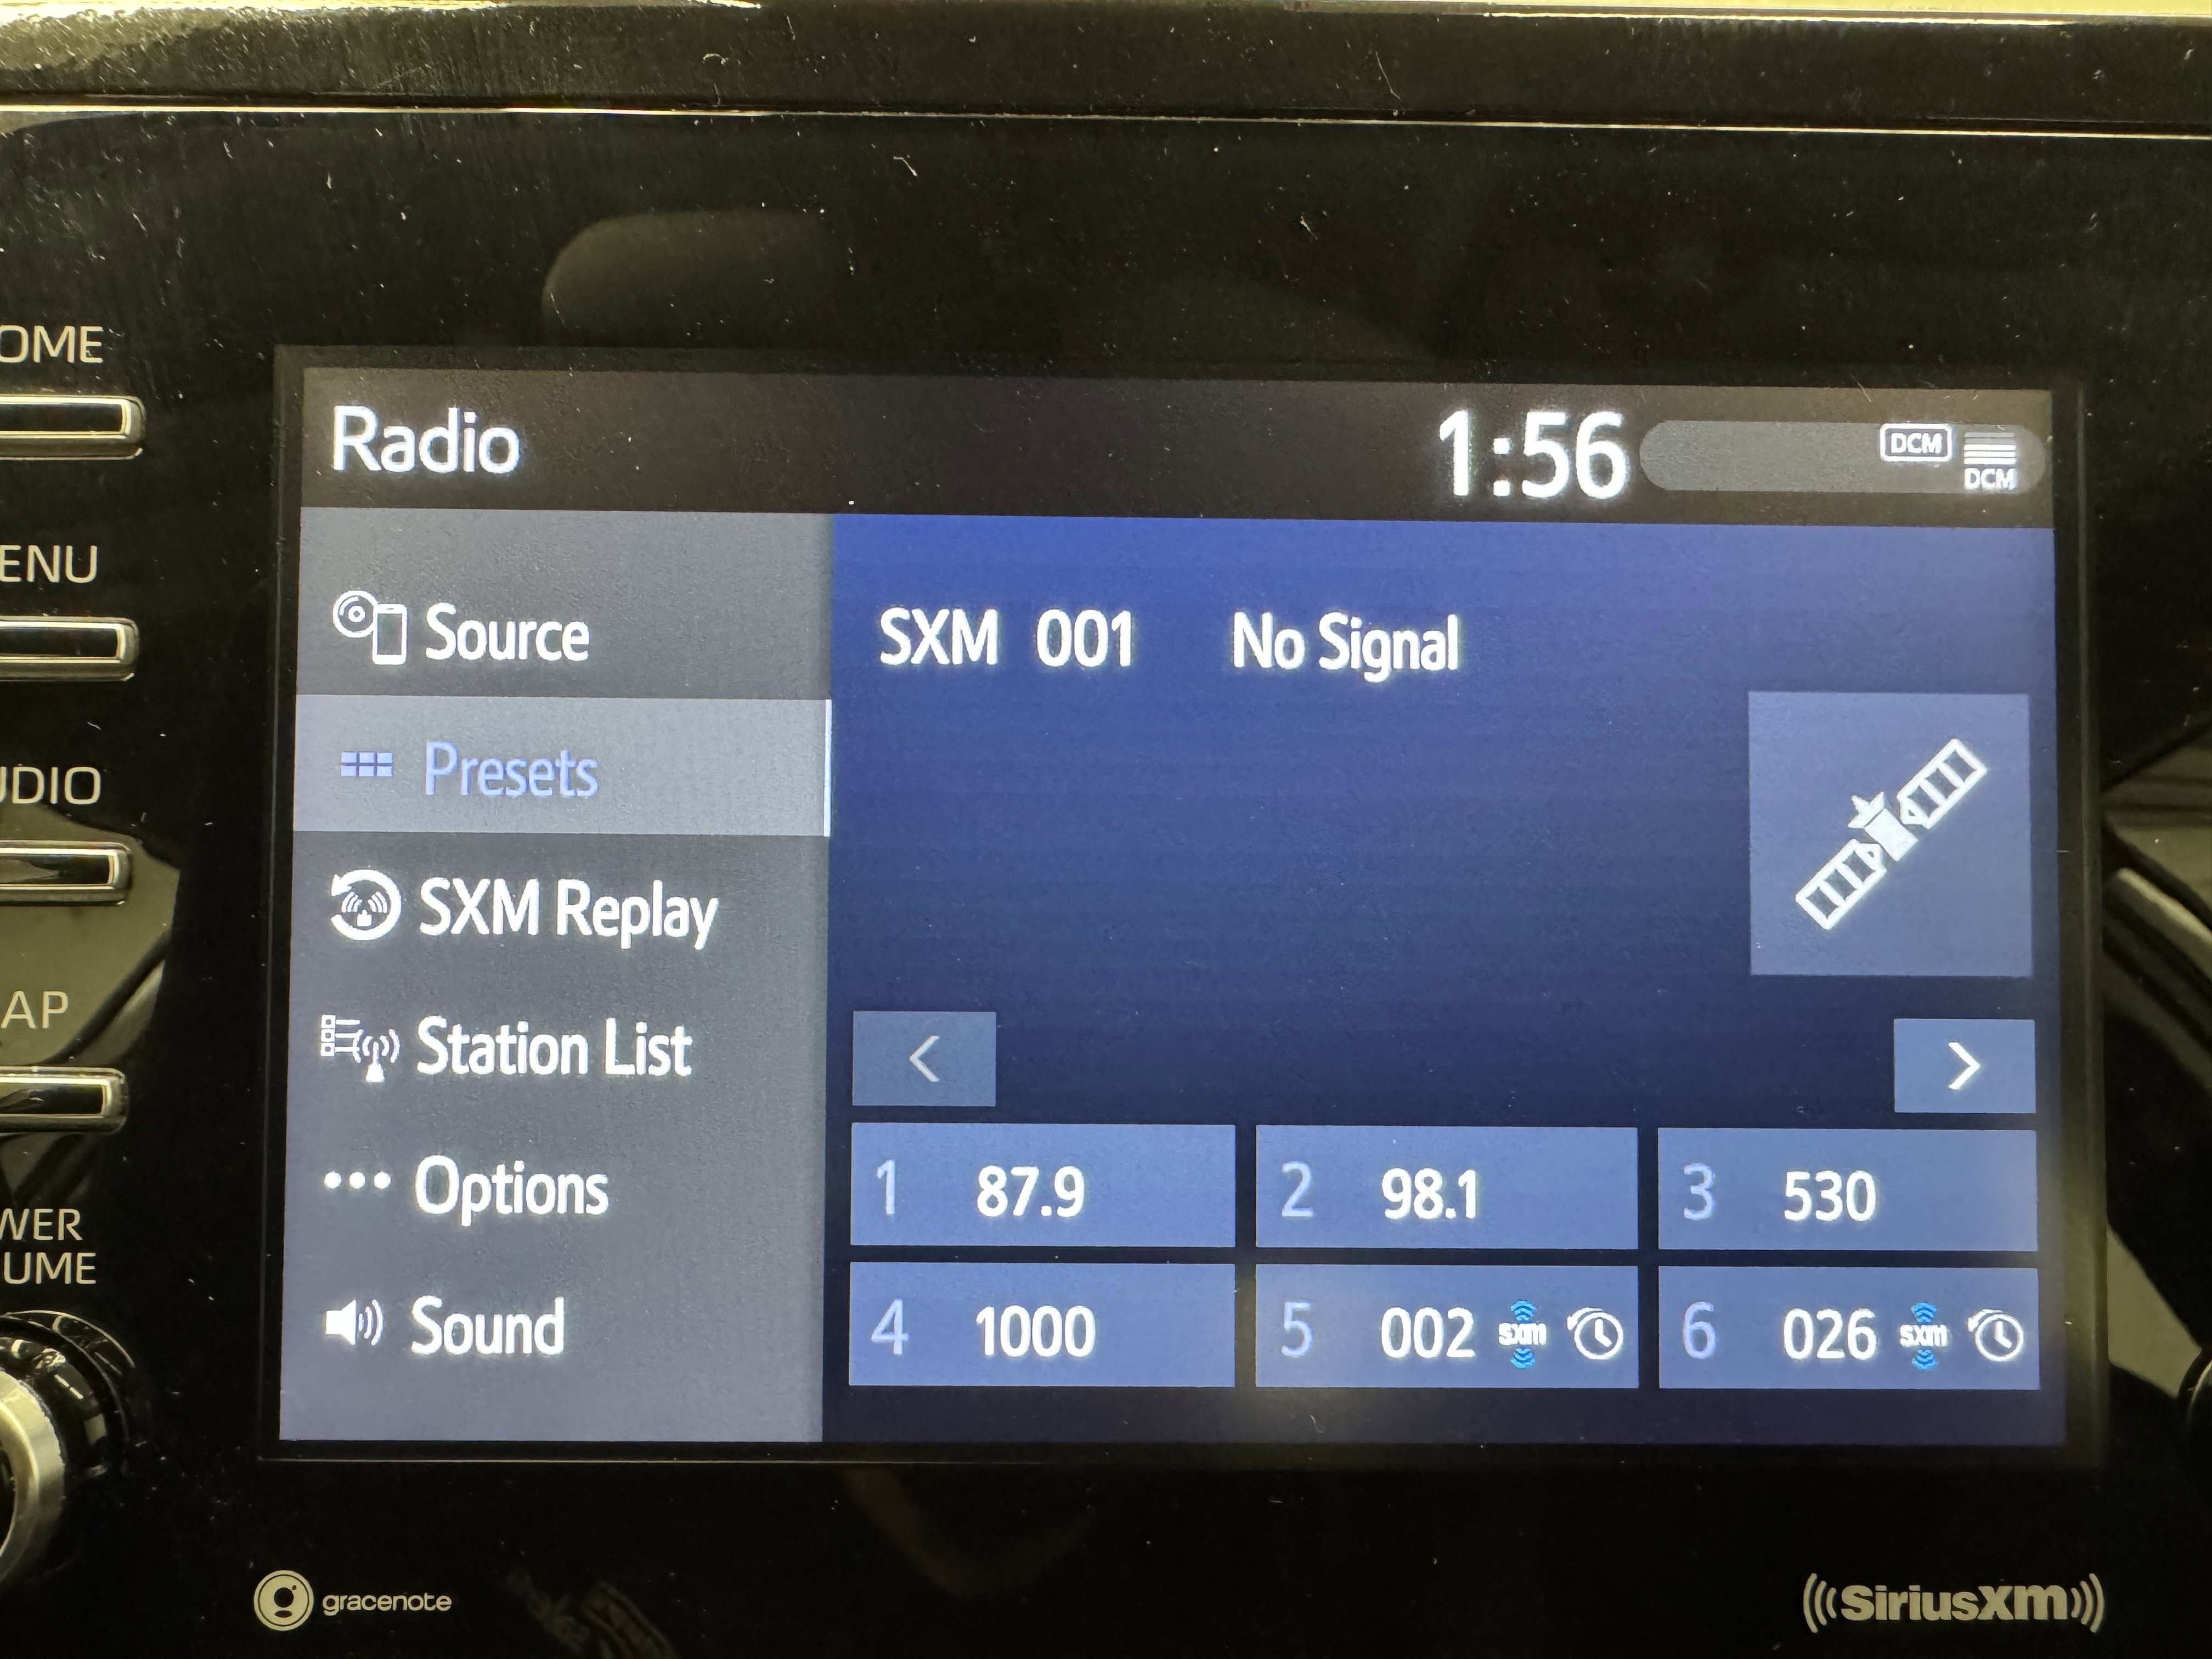 Radio 1:56 DCM DCM
OME
ENU
UDIO
AP
WER
UME
Source
Presets
SXM Replay
Station List
Options
Sound
SXM 001 No Signal
<
>
1 87.9
2 98.1
3 530
4 1000
5 002 sxm
6 026 sxm
gracenote
SiriusXM